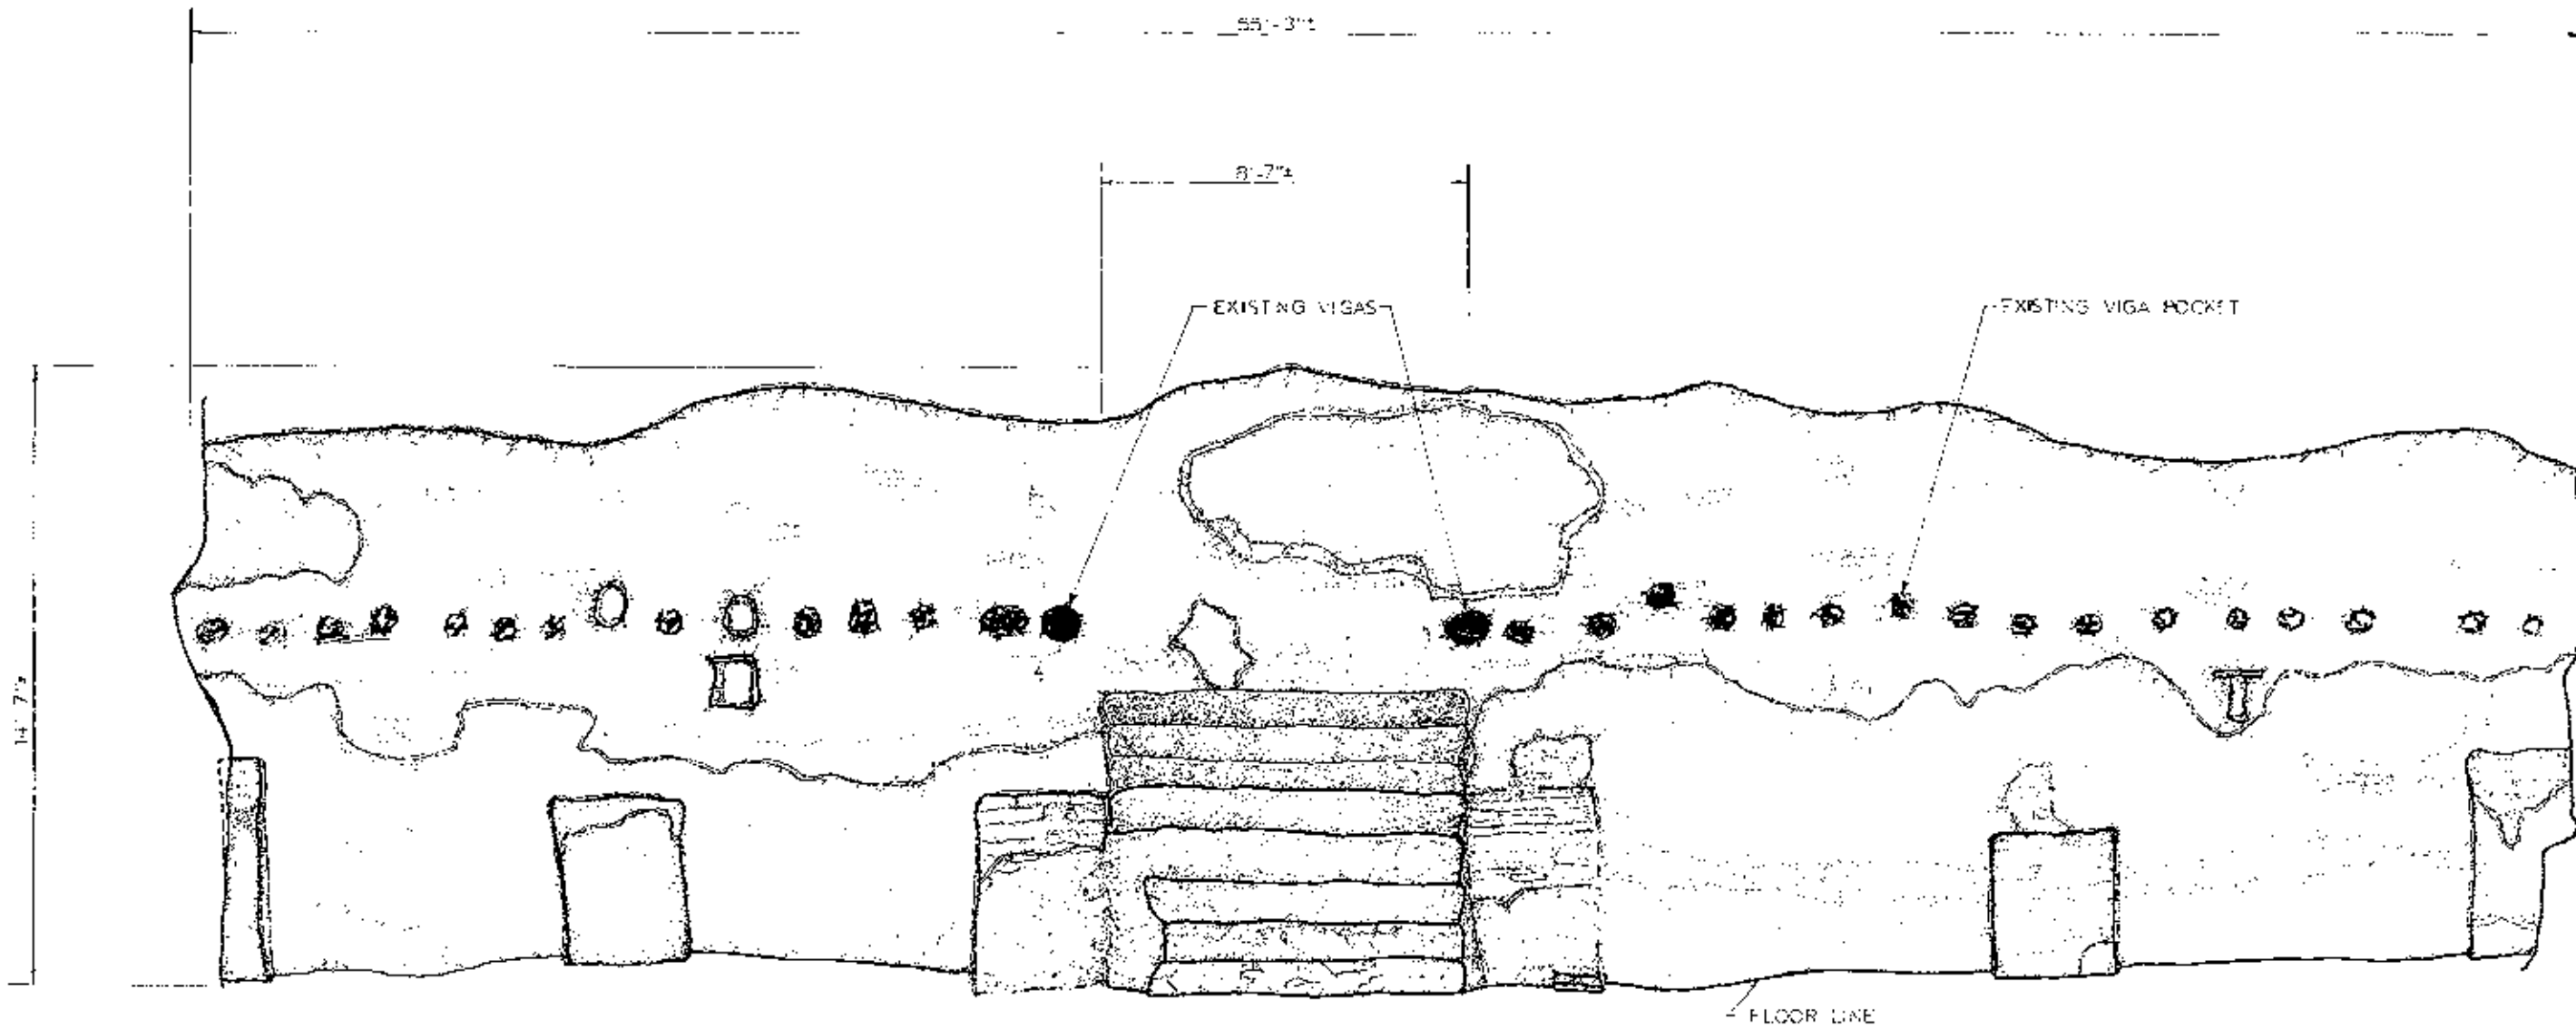 55'-3"±
8'-7"±
EXISTING VIGAS
EXISTING VIGA POCKET
14'-7"±
FLOOR LINE